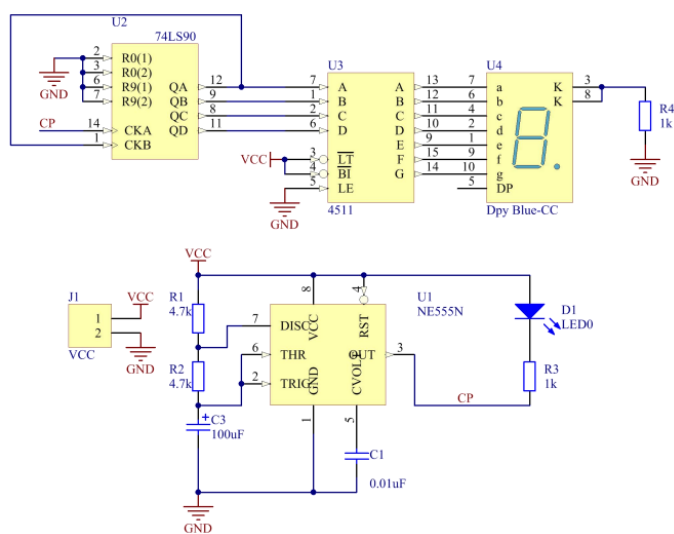 U2
74LS90
2 R0(1)
3 R0(2)
6 R9(1)
7 R9(2)
14 CKA
1 CKB
QA 12
QB 9
QC 8
QD 11
GND
CP
U3
7 A
1 B
2 C
6 D
3 LT
4 BI
5 LE
A 13
B 12
C 11
D 10
E 9
F 15
G 14
4511
VCC
GND
U4
7 a
6 b
4 c
2 d
1 e
9 f
10 g
5 DP
K 3
K 8
Dpy Blue-CC
R4
1k
GND
J1
1
2
VCC
VCC
GND
VCC
R1
4.7k
R2
4.7k
C3
100uF
+
U1
NE555N
7 DISC
6 THR
2 TRIG
8 VCC
4 RST
OUT 3
1 GND
5 CVOLT
C1
0.01uF
D1
LED0
R3
1k
CP
GND